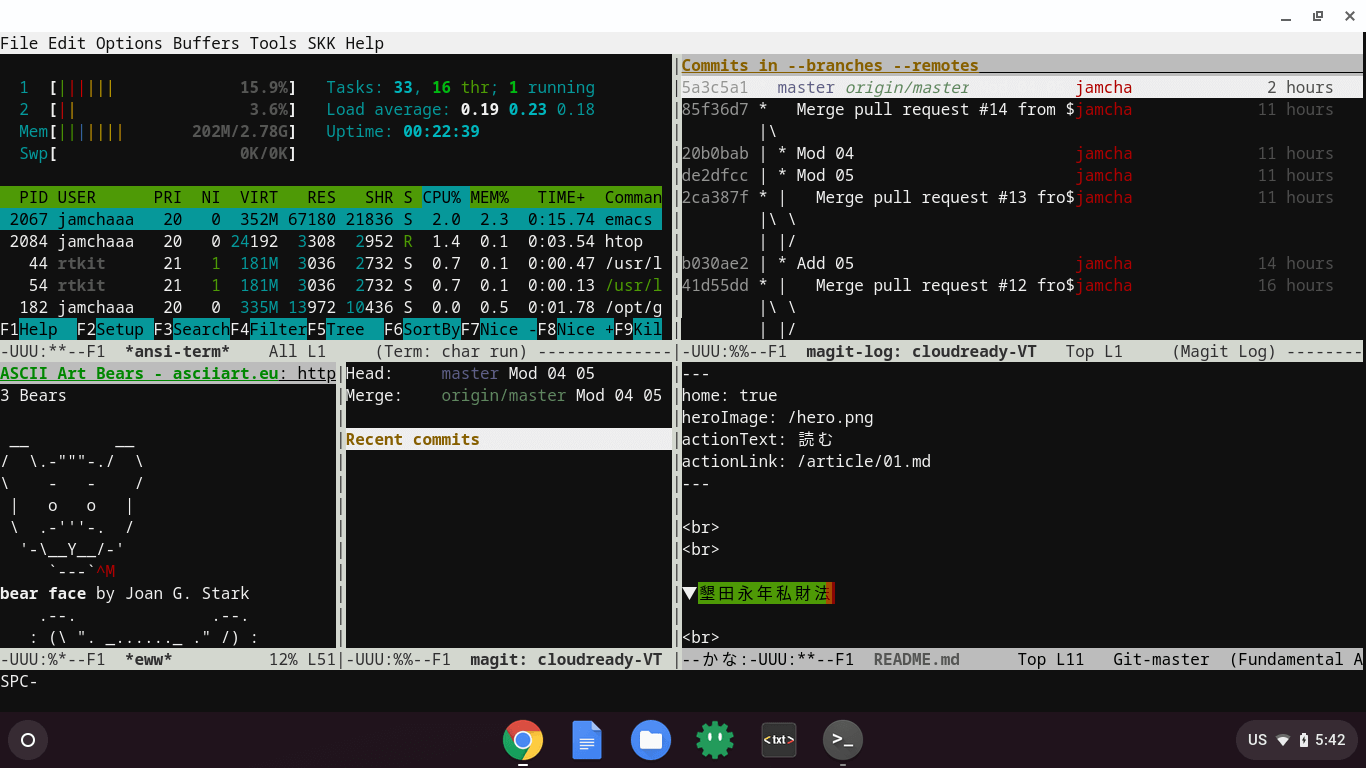 File Edit Options Buffers Tools SKK Help
1 [|||||| 15.9%] Tasks: 33, 16 thr; 1 running
2 [|| 3.6%] Load average: 0.19 0.23 0.18
Mem[||||||| 202M/2.78G] Uptime: 00:22:39
Swp[ 0K/0K]
PID USER PRI NI VIRT RES SHR S CPU% MEM% TIME+ Comman
2067 jamchaaa 20 0 352M 67180 21836 S 2.0 2.3 0:15.74 emacs
2084 jamchaaa 20 0 24192 3308 2952 R 1.4 0.1 0:03.54 htop
44 rtkit 21 1 181M 3036 2732 S 0.7 0.1 0:00.47 /usr/l
54 rtkit 21 1 181M 3036 2732 S 0.7 0.1 0:00.13 /usr/l
182 jamchaaa 20 0 335M 13972 10436 S 0.0 0.5 0:01.78 /opt/g
F1Help F2Setup F3SearchF4FilterF5Tree F6SortByF7Nice -F8Nice +F9Kil
-UUU:**--F1 *ansi-term* All L1 (Term: char run) --------------
Commits in --branches --remotes
5a3c5a1 master origin/master jamcha 2 hours
85f36d7 * Merge pull request #14 from $jamcha 11 hours
|\
20b0bab | * Mod 04 jamcha 11 hours
de2dfcc | * Mod 05 jamcha 11 hours
2ca387f * | Merge pull request #13 fro$jamcha 11 hours
|\ \
| |/
b030ae2 | * Add 05 jamcha 14 hours
41d55dd * | Merge pull request #12 fro$jamcha 16 hours
|\ \
| |/
-UUU:%%--F1 magit-log: cloudready-VT Top L1 (Magit Log) --------
ASCII Art Bears - asciiart.eu: http
3 Bears
 __         __
/  \.-"""-./  \
\    -   -    /
 |   o   o   |
 \  .-'''-.  /
  '-\__Y__/-'
     `---`^M
bear face by Joan G. Stark
    .--.              .--.
   : (\ ". _......_ ." /) :
-UUU:%*--F1 *eww* 12% L51
Head: master Mod 04 05
Merge: origin/master Mod 04 05
Recent commits
-UUU:%%--F1 magit: cloudready-VT
---
home: true
heroImage: /hero.png
actionText: 読む
actionLink: /article/01.md
---
<br>
<br>
▼墾田永年私財法
<br>
--かな:-UUU:**--F1 README.md Top L11 Git-master (Fundamental A
SPC-
<txt>
>_
US 5:42